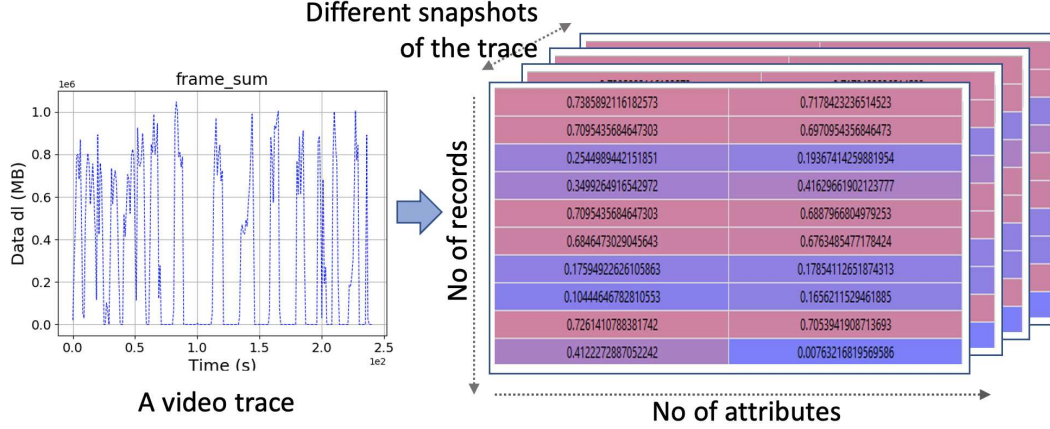 Different snapshots
of the trace
frame_sum
1e6
1.0
0.8
0.6
0.4
0.2
0.0
Data dl (MB)
0.0 0.5 1.0 1.5 2.0 2.5
Time (s)
1e2
A video trace
No of records
0.7385892116182573 0.7178423236514523
0.7095435684647303 0.6970954356846473
0.2544989442151851 0.19367414259881954
0.3499264916542972 0.41629661902123777
0.7095435684647303 0.6887966804979253
0.6846473029045643 0.6763485477178424
0.17594922626105863 0.17854112651874313
0.10444646782810553 0.1656211529461885
0.7261410788381742 0.7053941908713693
0.4122272887052242 0.00763216819569586
No of attributes